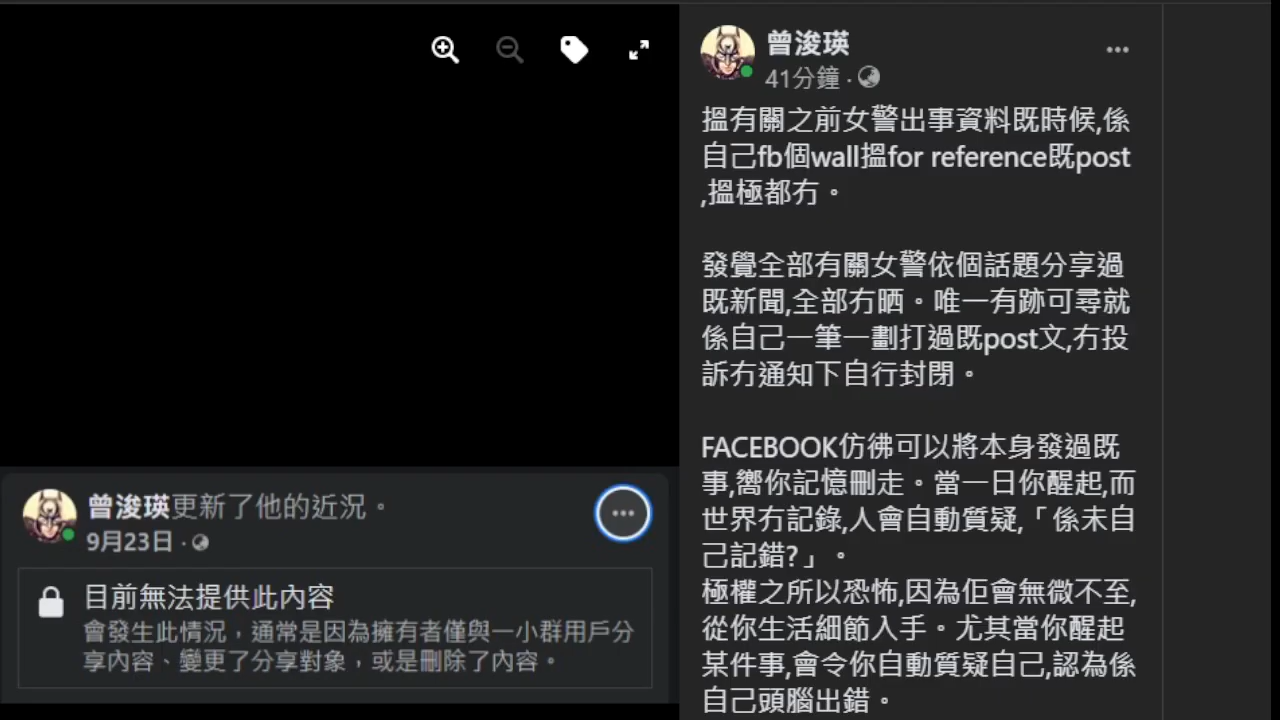 曾浚瑛
41分鐘 ·
搵有關之前女警出事資料既時候,係
自己fb個wall搵for reference既post
,搵極都冇。
發覺全部有關女警依個話題分享過
既新聞,全部冇晒。唯一有跡可尋就
係自己一筆一劃打過既post文,冇投
訴冇通知下自行封閉。
FACEBOOK仿彿可以將本身發過既
事,嚮你記憶刪走。當一日你醒起,而
世界冇記錄,人會自動質疑,「係未自
己記錯?」。
極權之所以恐怖,因為佢會無微不至,
從你生活細節入手。尤其當你醒起
某件事,會令你自動質疑自己,認為係
自己頭腦出錯。
曾浚瑛更新了他的近況。
9月23日 ·
目前無法提供此內容
會發生此情況，通常是因為擁有者僅與一小群用戶分
享內容、變更了分享對象，或是刪除了內容。